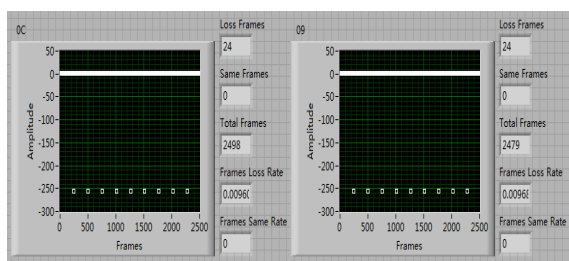 0C
Loss Frames
24
Same Frames
0
Total Frames
2498
Frames Loss Rate
0.0096
Frames Same Rate
0
Amplitude
50
0
-50
-100
-150
-200
-250
-300
0 500 1000 1500 2000 2500
Frames
09
Loss Frames
24
Same Frames
0
Total Frames
2479
Frames Loss Rate
0.0096
Frames Same Rate
0
Amplitude
50
0
-50
-100
-150
-200
-250
-300
0 500 1000 1500 2000 2500
Frames